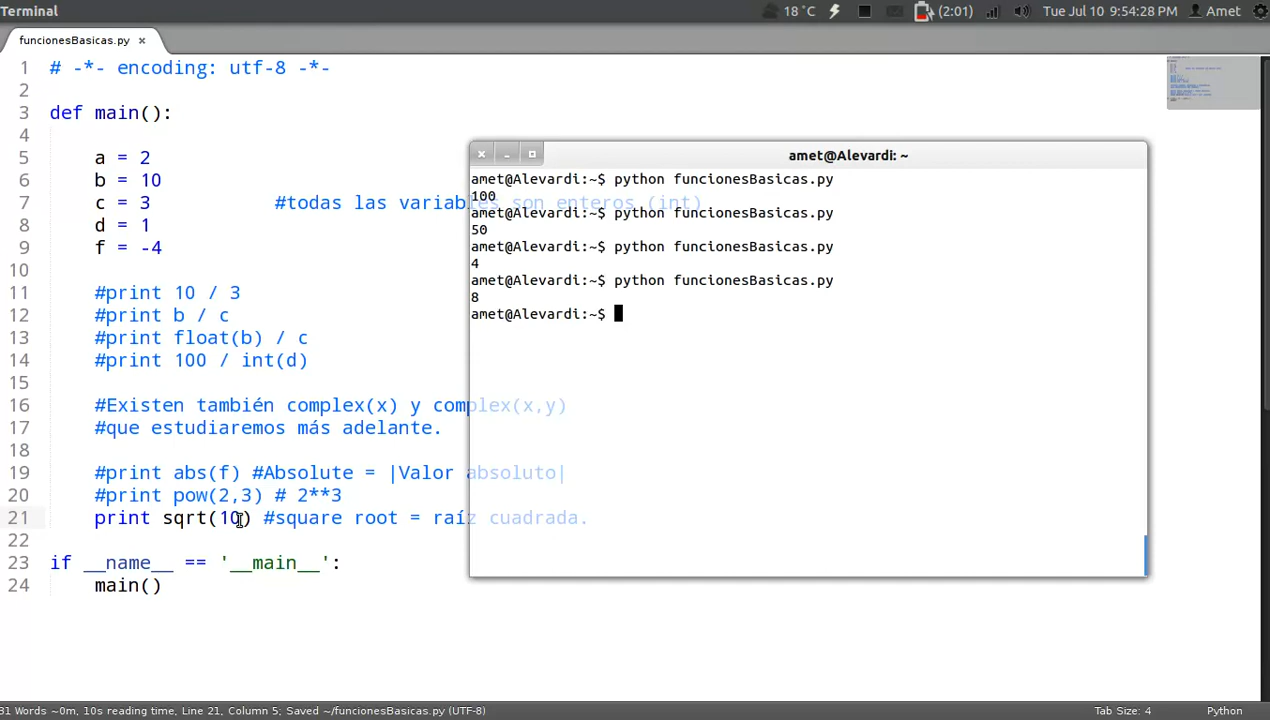 Terminal
18 °C (2:01) Tue Jul 10 9:54:28 PM Amet
funcionesBasicas.py ×
1 # -*- encoding: utf-8 -*-
2
3 def main():
4
5 a = 2
6 b = 10
7 c = 3 #todas las variables son enteros (int)
8 d = 1
9 f = -4
10
11 #print 10 / 3
12 #print b / c
13 #print float(b) / c
14 #print 100 / int(d)
15
16 #Existen también complex(x) y complex(x,y)
17 #que estudiaremos más adelante.
18
19 #print abs(f) #Absolute = |Valor absoluto|
20 #print pow(2,3) # 2**3
21 print sqrt(10) #square root = raíz cuadrada.
22
23 if __name__ == '__main__':
24 main()
amet@Alevardi: ~
amet@Alevardi:~$ python funcionesBasicas.py
100
amet@Alevardi:~$ python funcionesBasicas.py
50
amet@Alevardi:~$ python funcionesBasicas.py
4
amet@Alevardi:~$ python funcionesBasicas.py
8
amet@Alevardi:~$
31 Words ~0m, 10s reading time, Line 21, Column 5; Saved ~/funcionesBasicas.py (UTF-8)
Tab Size: 4
Python